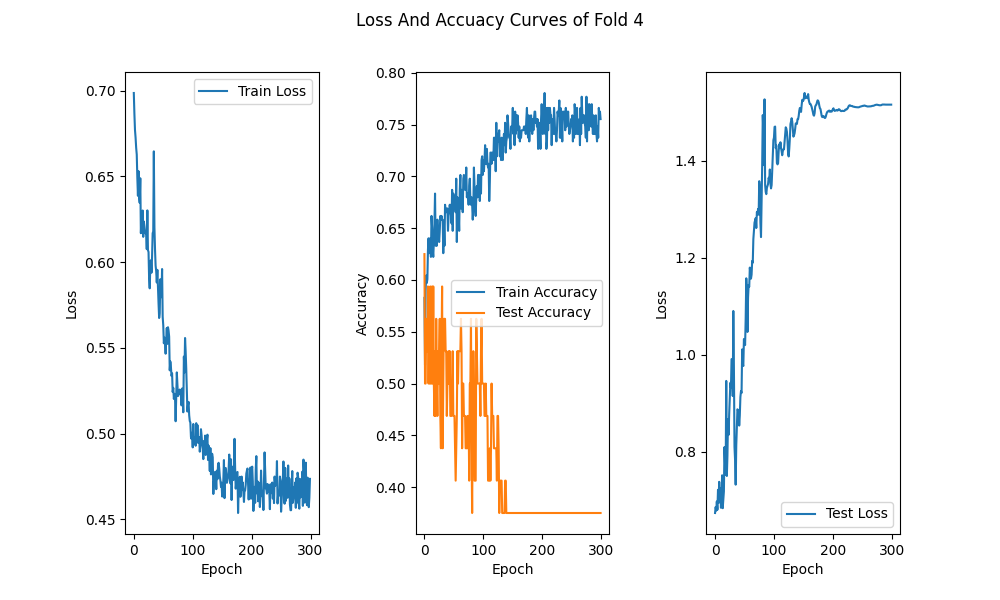 Loss And Accuacy Curves of Fold 4
0.70
0.65
0.60
0.55
0.50
0.45
0 100 200 300
Epoch
Loss
Train Loss
0.80
0.75
0.70
0.65
0.60
0.55
0.50
0.45
0.40
0 100 200 300
Epoch
Accuracy
Train Accuracy
Test Accuracy
1.4
1.2
1.0
0.8
0 100 200 300
Epoch
Loss
Test Loss